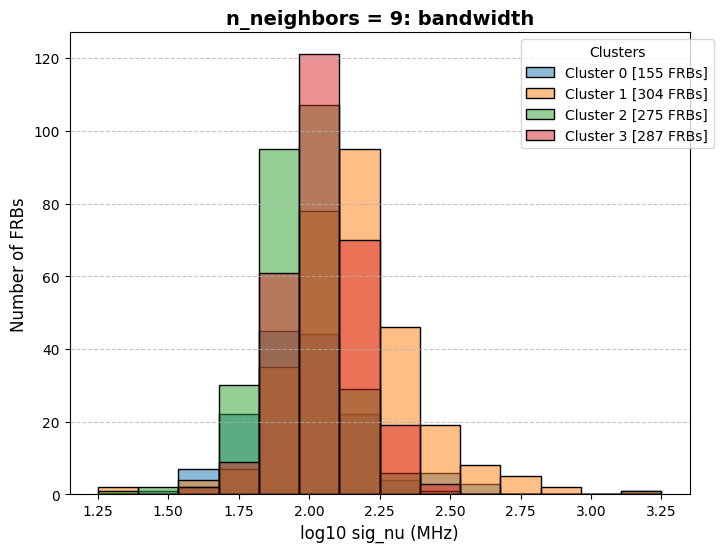 n_neighbors = 9: bandwidth
Clusters
Cluster 0 [155 FRBs]
Cluster 1 [304 FRBs]
Cluster 2 [275 FRBs]
Cluster 3 [287 FRBs]
Number of FRBs
120
100
80
60
40
20
0
1.25 1.50 1.75 2.00 2.25 2.50 2.75 3.00 3.25
log10 sig_nu (MHz)